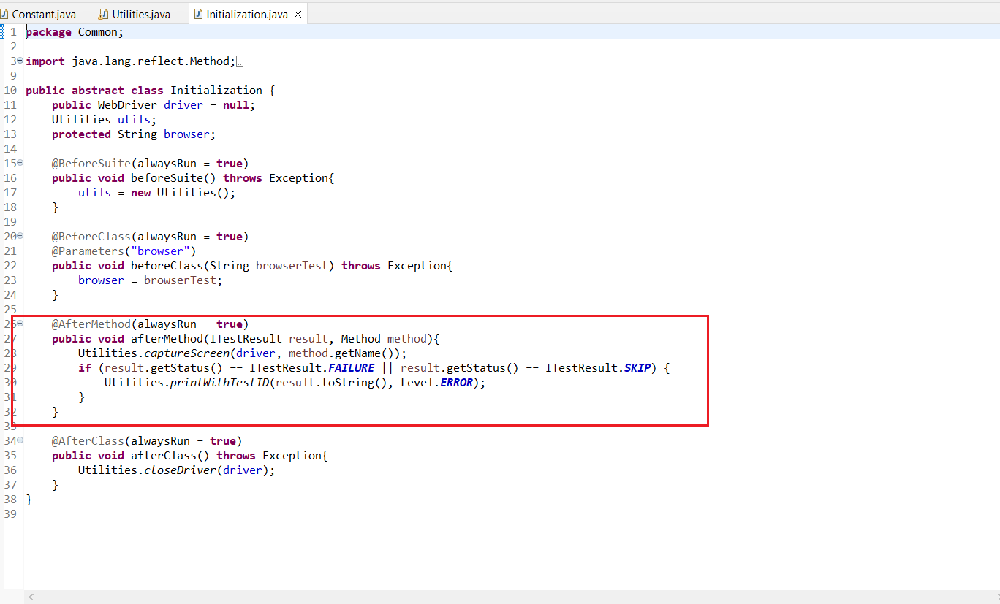 Constant.java Utilities.java Initialization.java
1 package Common;
2
3 import java.lang.reflect.Method;
9
10 public abstract class Initialization {
11 public WebDriver driver = null;
12 Utilities utils;
13 protected String browser;
14
15 @BeforeSuite(alwaysRun = true)
16 public void beforeSuite() throws Exception{
17 utils = new Utilities();
18 }
19
20 @BeforeClass(alwaysRun = true)
21 @Parameters("browser")
22 public void beforeClass(String browserTest) throws Exception{
23 browser = browserTest;
24 }
25
26 @AfterMethod(alwaysRun = true)
27 public void afterMethod(ITestResult result, Method method){
28 Utilities.captureScreen(driver, method.getName());
29 if (result.getStatus() == ITestResult.FAILURE || result.getStatus() == ITestResult.SKIP) {
30 Utilities.printWithTestID(result.toString(), Level.ERROR);
31 }
32 }
33
34 @AfterClass(alwaysRun = true)
35 public void afterClass() throws Exception{
36 Utilities.closeDriver(driver);
37 }
38 }
39